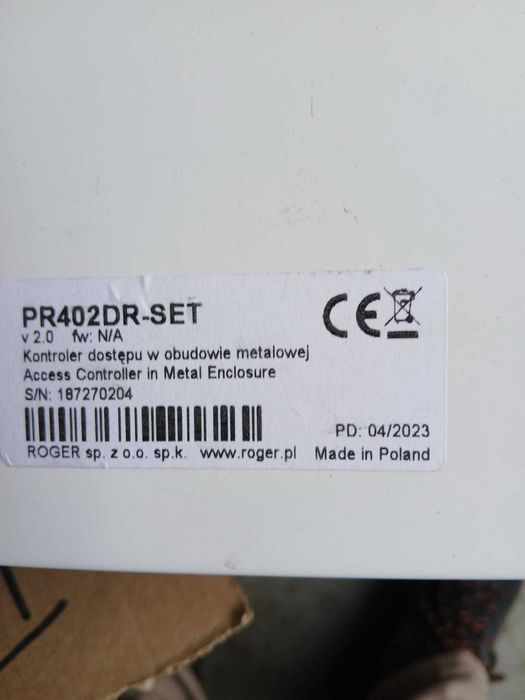 PR402DR-SET
v 2.0 fw: N/A
Kontroler dostępu w obudowie metalowej
Access Controller in Metal Enclosure
S/N: 187270204
PD: 04/2023
ROGER sp. z o.o. sp.k. www.roger.pl Made in Poland